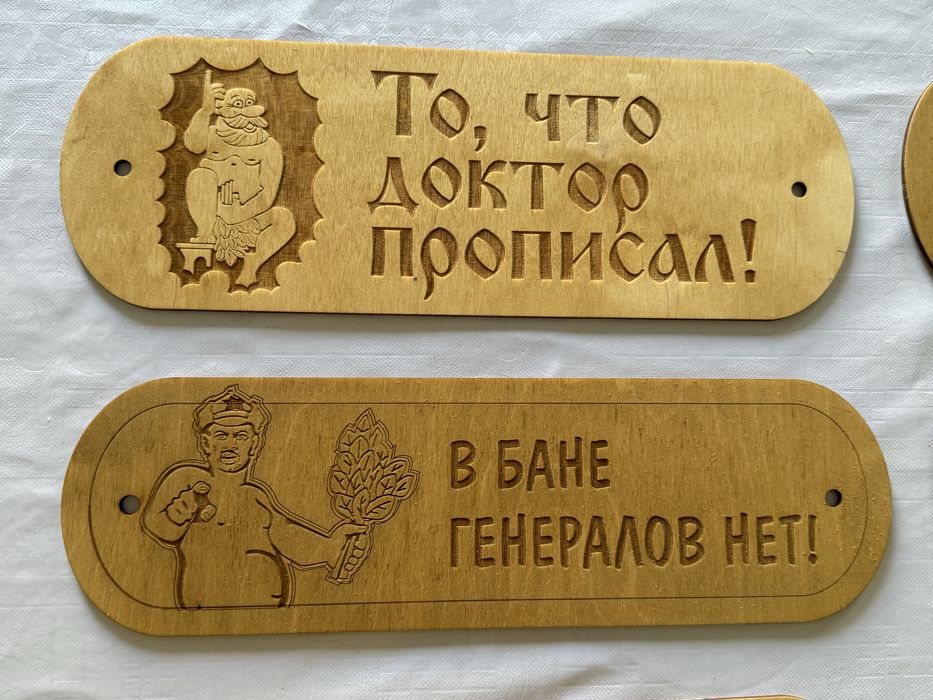 То, что
доктор
прописал!
В БАНЕ
ГЕНЕРАЛОВ НЕТ!